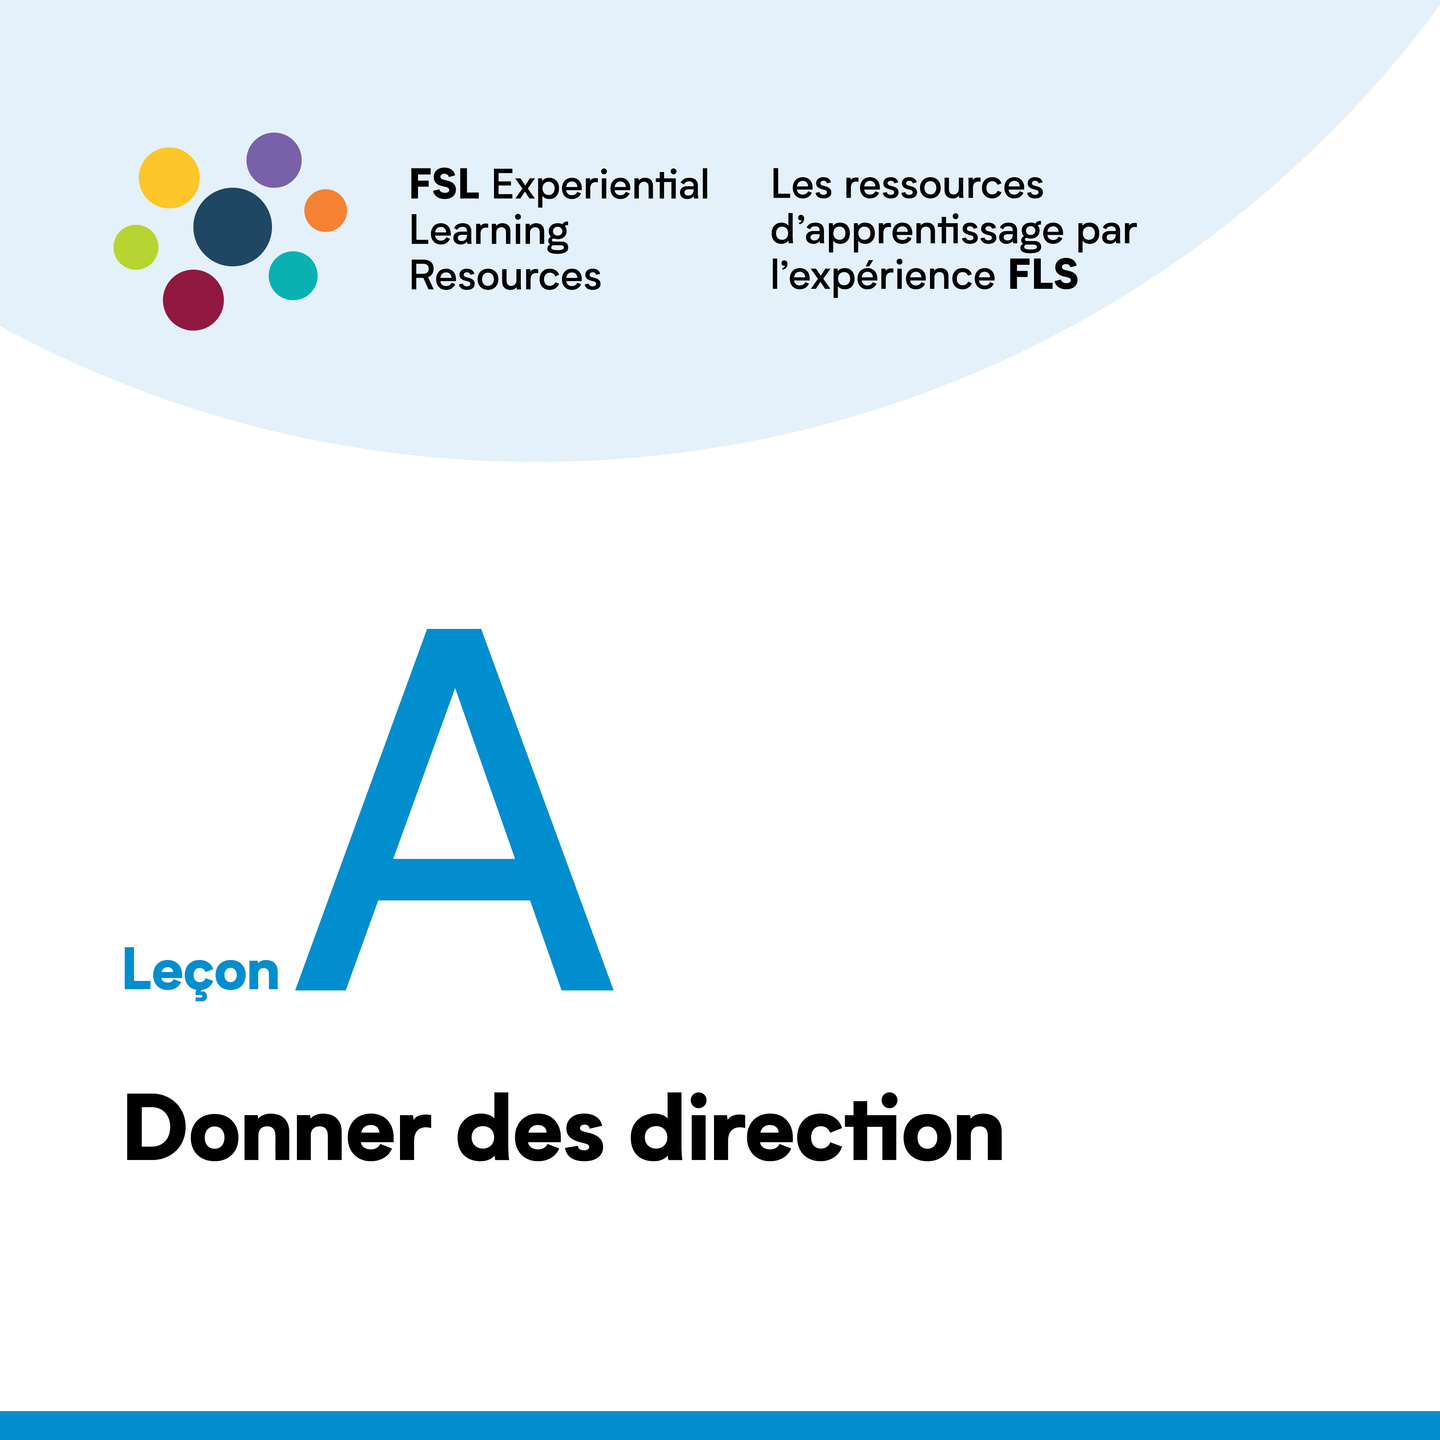 FSL Experiential
Learning
Resources
Les ressources
d’apprentissage par
l’expérience FLS
Leçon A
Donner des direction